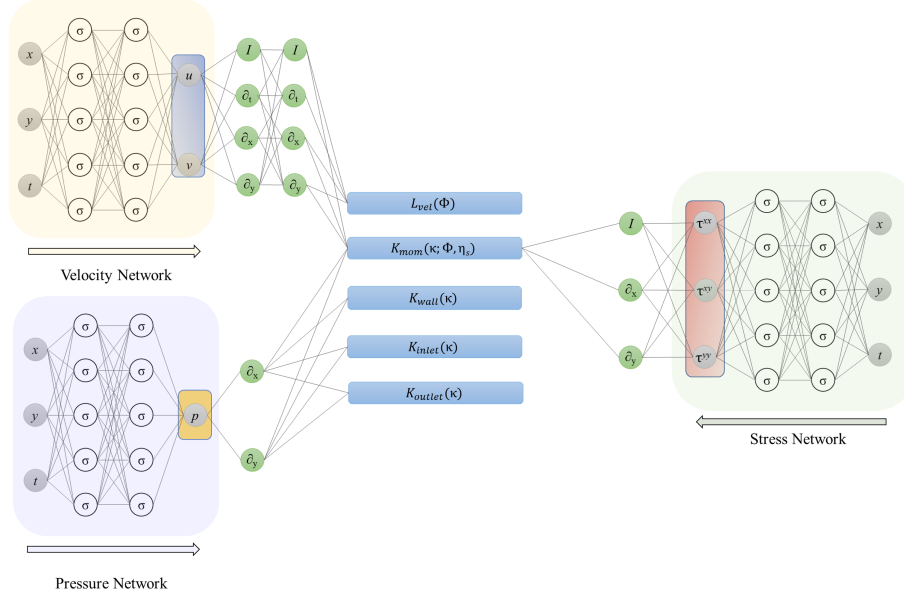 x
y
t
σ
σ
σ
σ
σ
σ
σ
σ
σ
σ
u
v
I
∂t
∂x
∂y
I
∂t
∂x
∂y
Velocity Network
x
y
t
σ
σ
σ
σ
σ
σ
σ
σ
σ
σ
p
∂x
∂y
Pressure Network
L_vel(Φ)
K_mom(κ; Φ, η_s)
K_wall(κ)
K_inlet(κ)
K_outlet(κ)
I
∂x
∂y
τ^xx
τ^xy
τ^yy
σ
σ
σ
σ
σ
σ
σ
σ
σ
σ
x
y
t
Stress Network